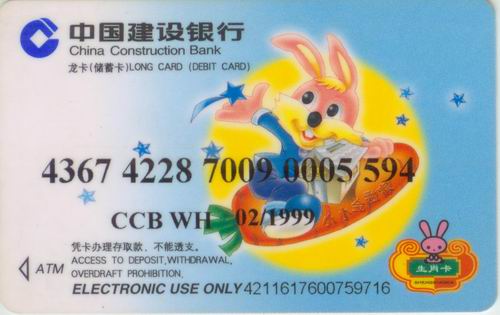 中国建设银行
China Construction Bank
龙卡(储蓄卡)LONG CARD (DEBIT CARD)
4367 4228 7009 0005 594
CCB WH 02/1999
凭卡办理存取款、不能透支。
ACCESS TO DEPOSIT,WITHDRAWAL,
OVERDRAFT PROHIBITION,
ATM
ELECTRONIC USE ONLY 4211617600759716
生肖卡